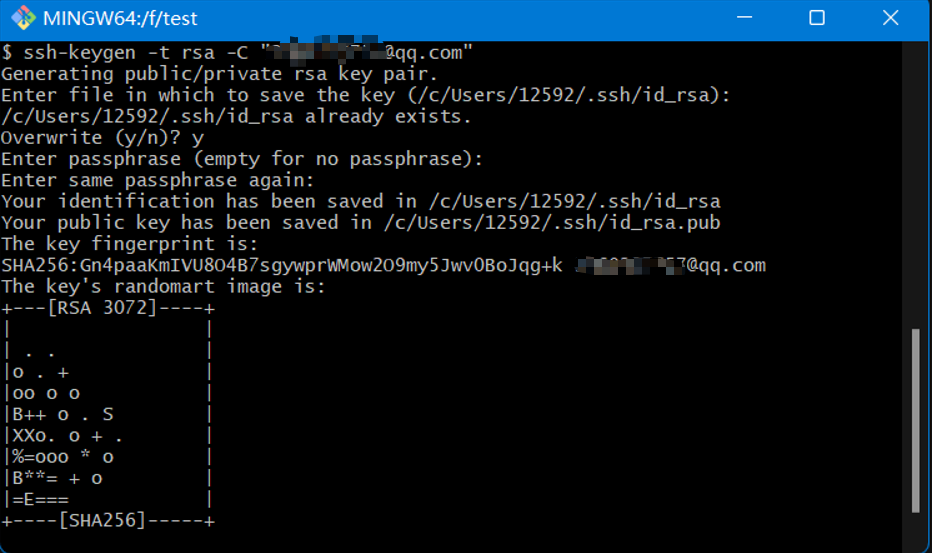 MINGW64:/f/test
$ ssh-keygen -t rsa -C "@qq.com"
Generating public/private rsa key pair.
Enter file in which to save the key (/c/Users/12592/.ssh/id_rsa):
/c/Users/12592/.ssh/id_rsa already exists.
Overwrite (y/n)? y
Enter passphrase (empty for no passphrase):
Enter same passphrase again:
Your identification has been saved in /c/Users/12592/.ssh/id_rsa
Your public key has been saved in /c/Users/12592/.ssh/id_rsa.pub
The key fingerprint is:
SHA256:Gn4paaKmIVU8O4B7sgywprWMow2O9my5JwvOBoJqg+k @qq.com
The key's randomart image is:
+---[RSA 3072]----+
|                 |
| . .             |
|o . +            |
|oo o o           |
|B++ o . S        |
|XXo. o + .       |
|%=ooo * o        |
|B**= + o         |
|=E===            |
+----[SHA256]-----+